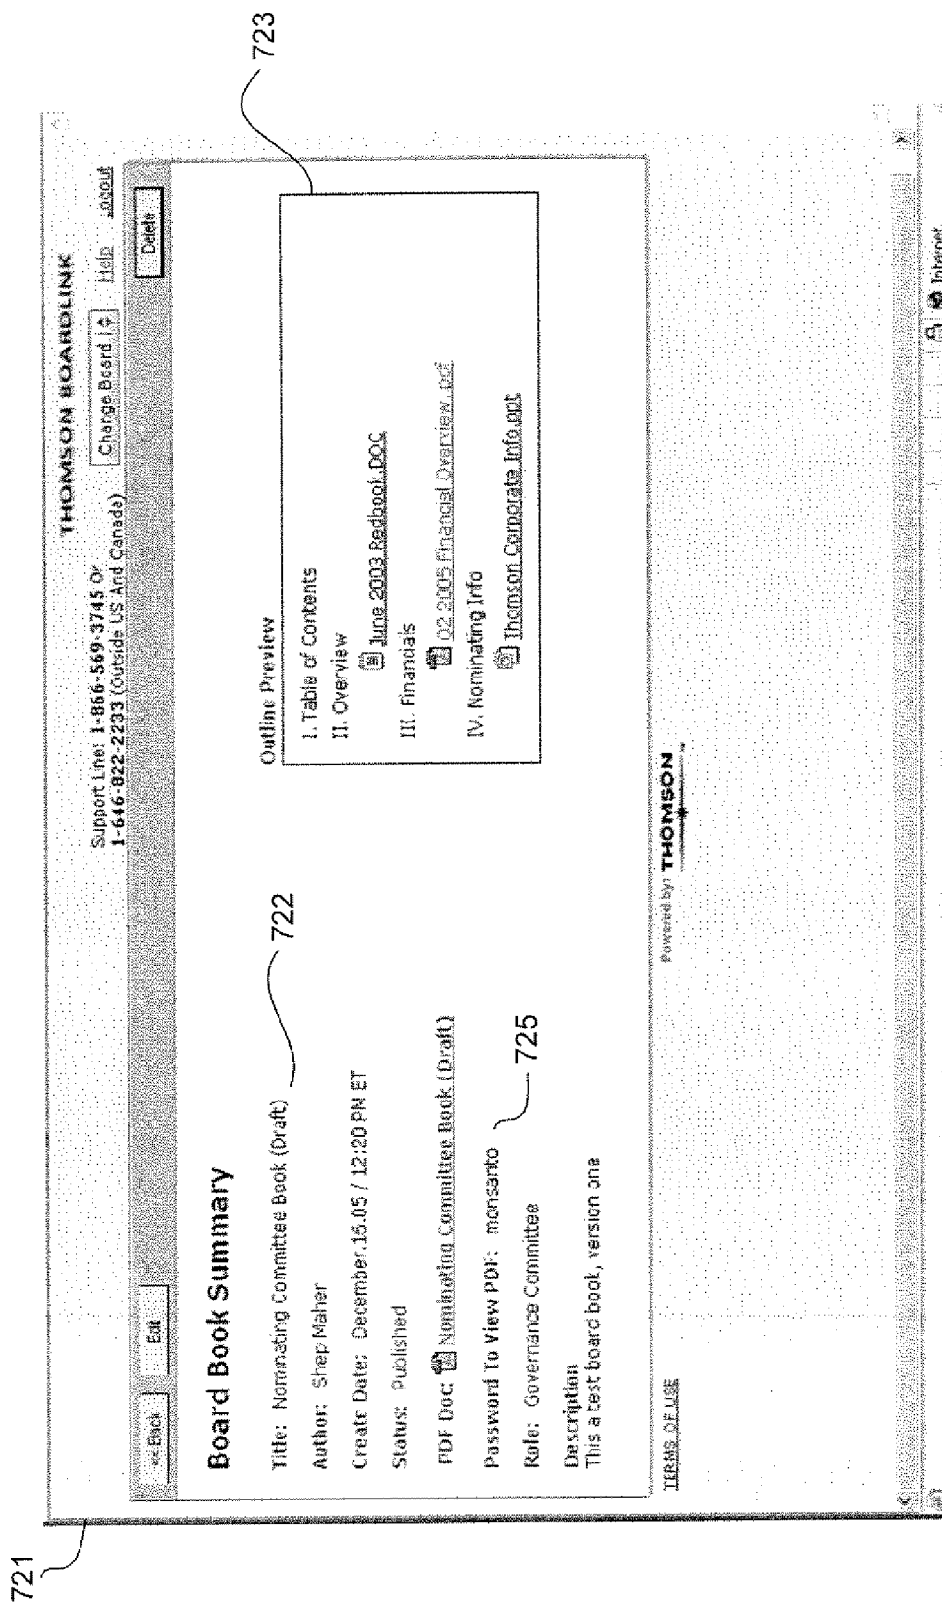 721
THOMSON BOARDLINK
Support Line: 1-866-569-3745 Or
1-646-822-2233 (Outside US And Canada)
Change Board
Help
Logout
<< Back
Edit
Delete
Board Book Summary
Title: Nominating Committee Book (Draft)
722
Author: Shep Maher
Create Date: December.15.05 / 12:20 PM ET
Status: Published
PDF Doc: Nominating Committee Book (Draft)
Password To View PDF: monsanto
725
Role: Governance Committee
Description
This a test board book, version one
Outline Preview
723
I. Table of Contents
II. Overview
June 2003 Redbook.DOC
III. Financials
Q2 2005 Financial Overview.pdf
IV. Nominating Info
Thomson Corporate Info.ppt
TERMS OF USE
Powered by: THOMSON
Internet